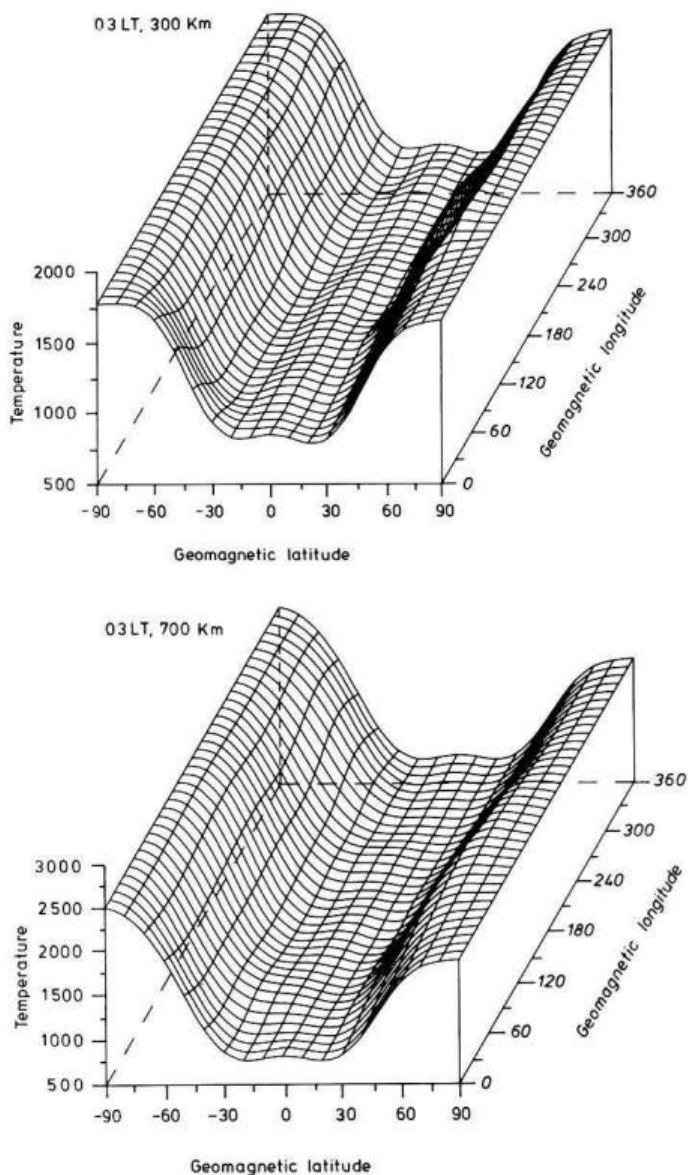 03 LT, 300 Km
2000
1500
1000
500
Temperature
-90 -60 -30 0 30 60 90
Geomagnetic latitude
0
60
120
180
240
300
360
Geomagnetic longitude
03 LT, 700 Km
3000
2500
2000
1500
1000
500
Temperature
-90 -60 -30 0 30 60 90
Geomagnetic latitude
0
60
120
180
240
300
360
Geomagnetic longitude